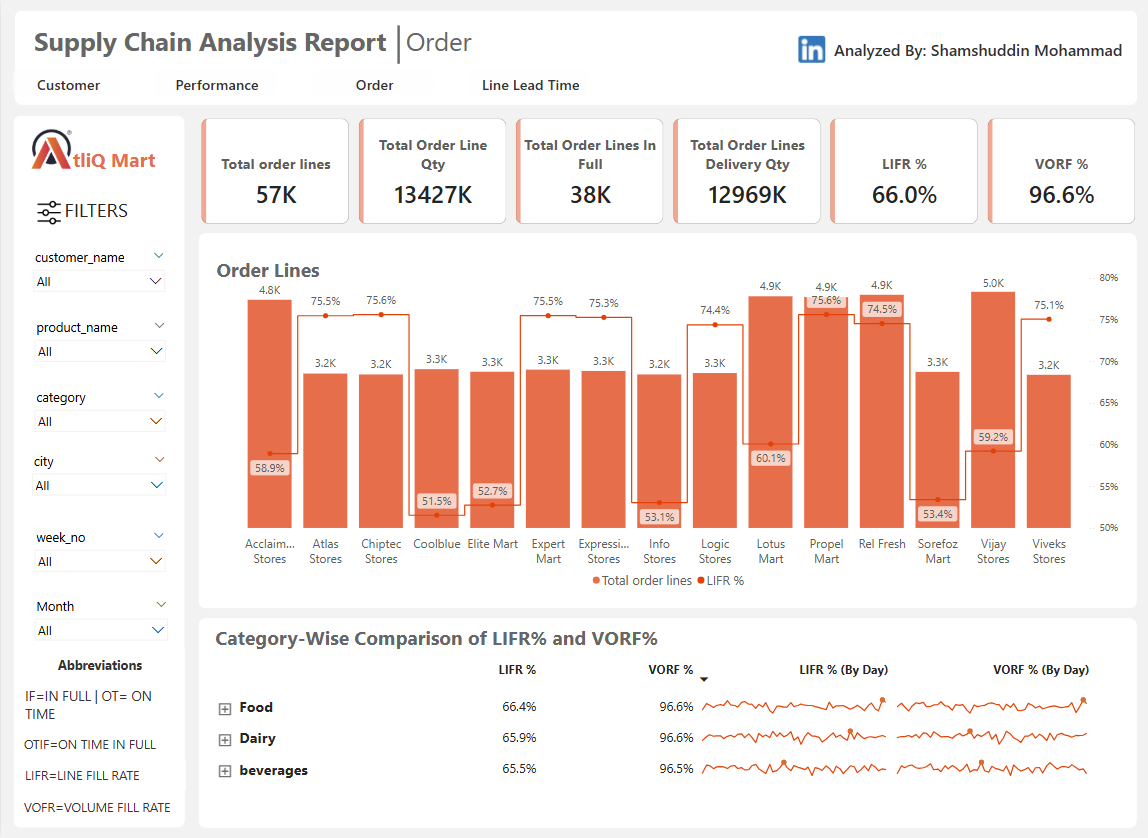 Supply Chain Analysis Report | Order
in Analyzed By: Shamshuddin Mohammad
Customer Performance Order Line Lead Time
AtliQ Mart
®
FILTERS
customer_name
All
product_name
All
category
All
city
All
week_no
All
Month
All
Abbreviations
IF=IN FULL | OT= ON
TIME
OTIF=ON TIME IN FULL
LIFR=LINE FILL RATE
VOFR=VOLUME FILL RATE
Total order lines
57K
Total Order Line
Qty
13427K
Total Order Lines In
Full
38K
Total Order Lines
Delivery Qty
12969K
LIFR %
66.0%
VORF %
96.6%
Order Lines
4.8K 3.2K 3.2K 3.3K 3.3K 3.3K 3.3K 3.2K 3.3K 4.9K 4.9K 4.9K 3.3K 5.0K 3.2K
58.9% 75.5% 75.6% 51.5% 52.7% 75.5% 75.3% 53.1% 74.4% 60.1% 75.6% 74.5% 53.4% 59.2% 75.1%
80%
75%
70%
65%
60%
55%
50%
Acclaim... Stores
Atlas Stores
Chiptec Stores
Coolblue
Elite Mart
Expert Mart
Expressi... Stores
Info Stores
Logic Stores
Lotus Mart
Propel Mart
Rel Fresh
Sorefoz Mart
Vijay Stores
Viveks Stores
Total order lines LIFR %
Category-Wise Comparison of LIFR% and VORF%
LIFR % VORF % LIFR % (By Day) VORF % (By Day)
Food 66.4% 96.6%
Dairy 65.9% 96.6%
beverages 65.5% 96.5%